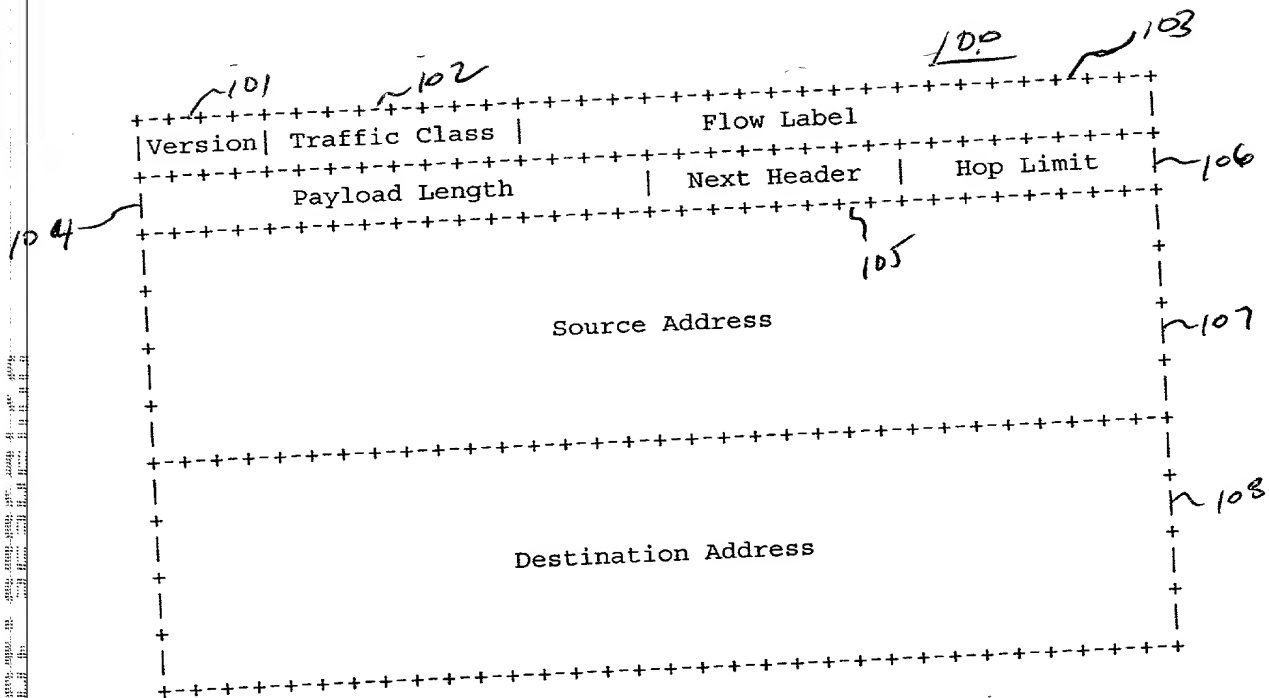 100
101 102 103
|Version| Traffic Class | Flow Label |
104 | Payload Length | Next Header | Hop Limit | 106
105
Source Address 107
Destination Address 108